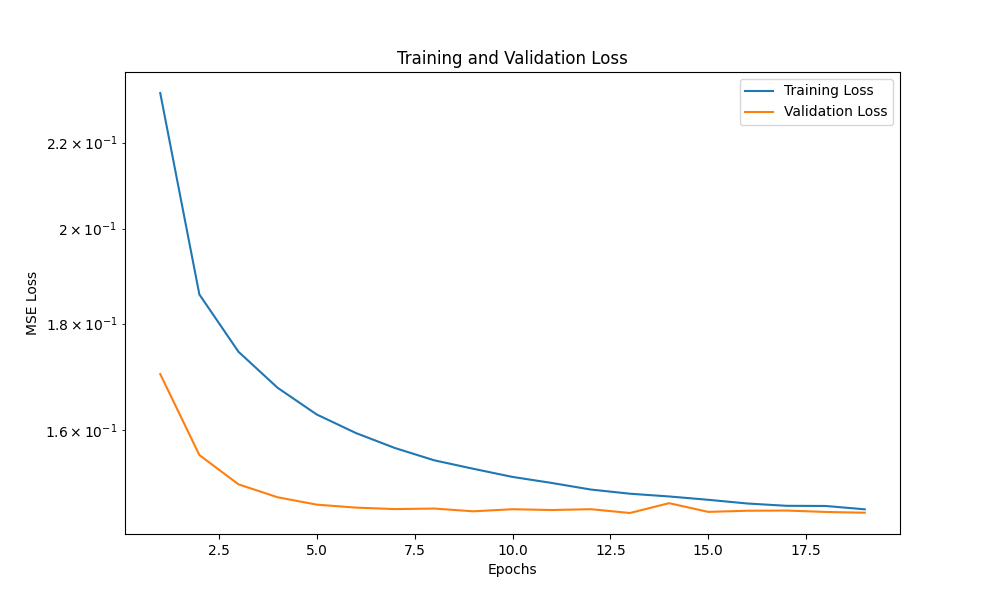 Training and Validation Loss
Training Loss
Validation Loss
2.2 × 10⁻¹
2 × 10⁻¹
1.8 × 10⁻¹
1.6 × 10⁻¹
MSE Loss
2.5 5.0 7.5 10.0 12.5 15.0 17.5
Epochs